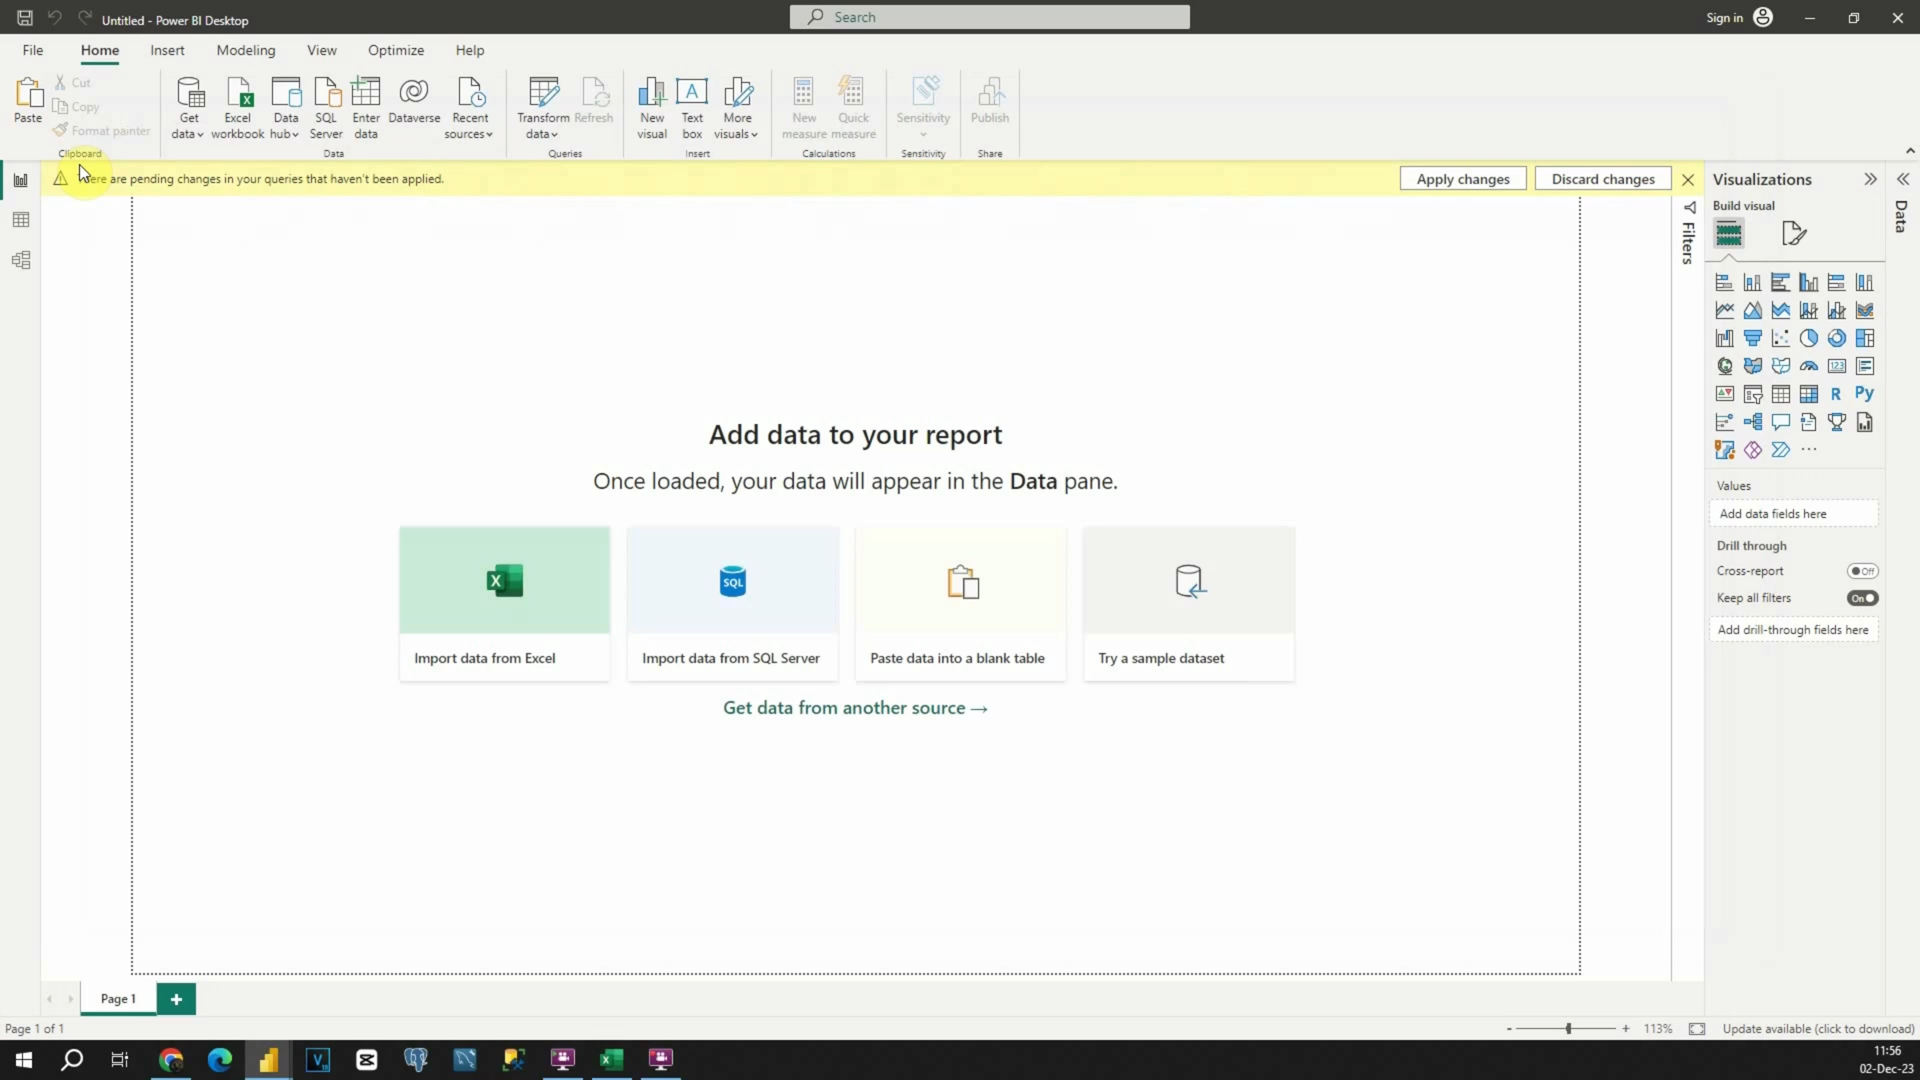 Untitled - Power BI Desktop
Search
Sign in
File
Home
Insert
Modeling
View
Optimize
Help
Paste
Cut
Copy
Format painter
Clipboard
Get data
Excel workbook
Data hub
SQL Server
Enter data
Dataverse
Recent sources
Data
Transform data
Refresh
Queries
New visual
Text box
More visuals
Insert
New measure
Quick measure
Calculations
Sensitivity
Sensitivity
Publish
Share
are pending changes in your queries that haven't been applied.
Apply changes
Discard changes
Filters
Visualizations
Build visual
Data
123
R
Py
Values
Add data fields here
Drill through
Cross-report
Off
Keep all filters
On
Add drill-through fields here
Add data to your report
Once loaded, your data will appear in the Data pane.
X
SQL
Import data from Excel
Import data from SQL Server
Paste data into a blank table
Try a sample dataset
Get data from another source →
Page 1
+
Page 1 of 1
- + 113%
Update available (click to download)
11:56
02-Dec-23